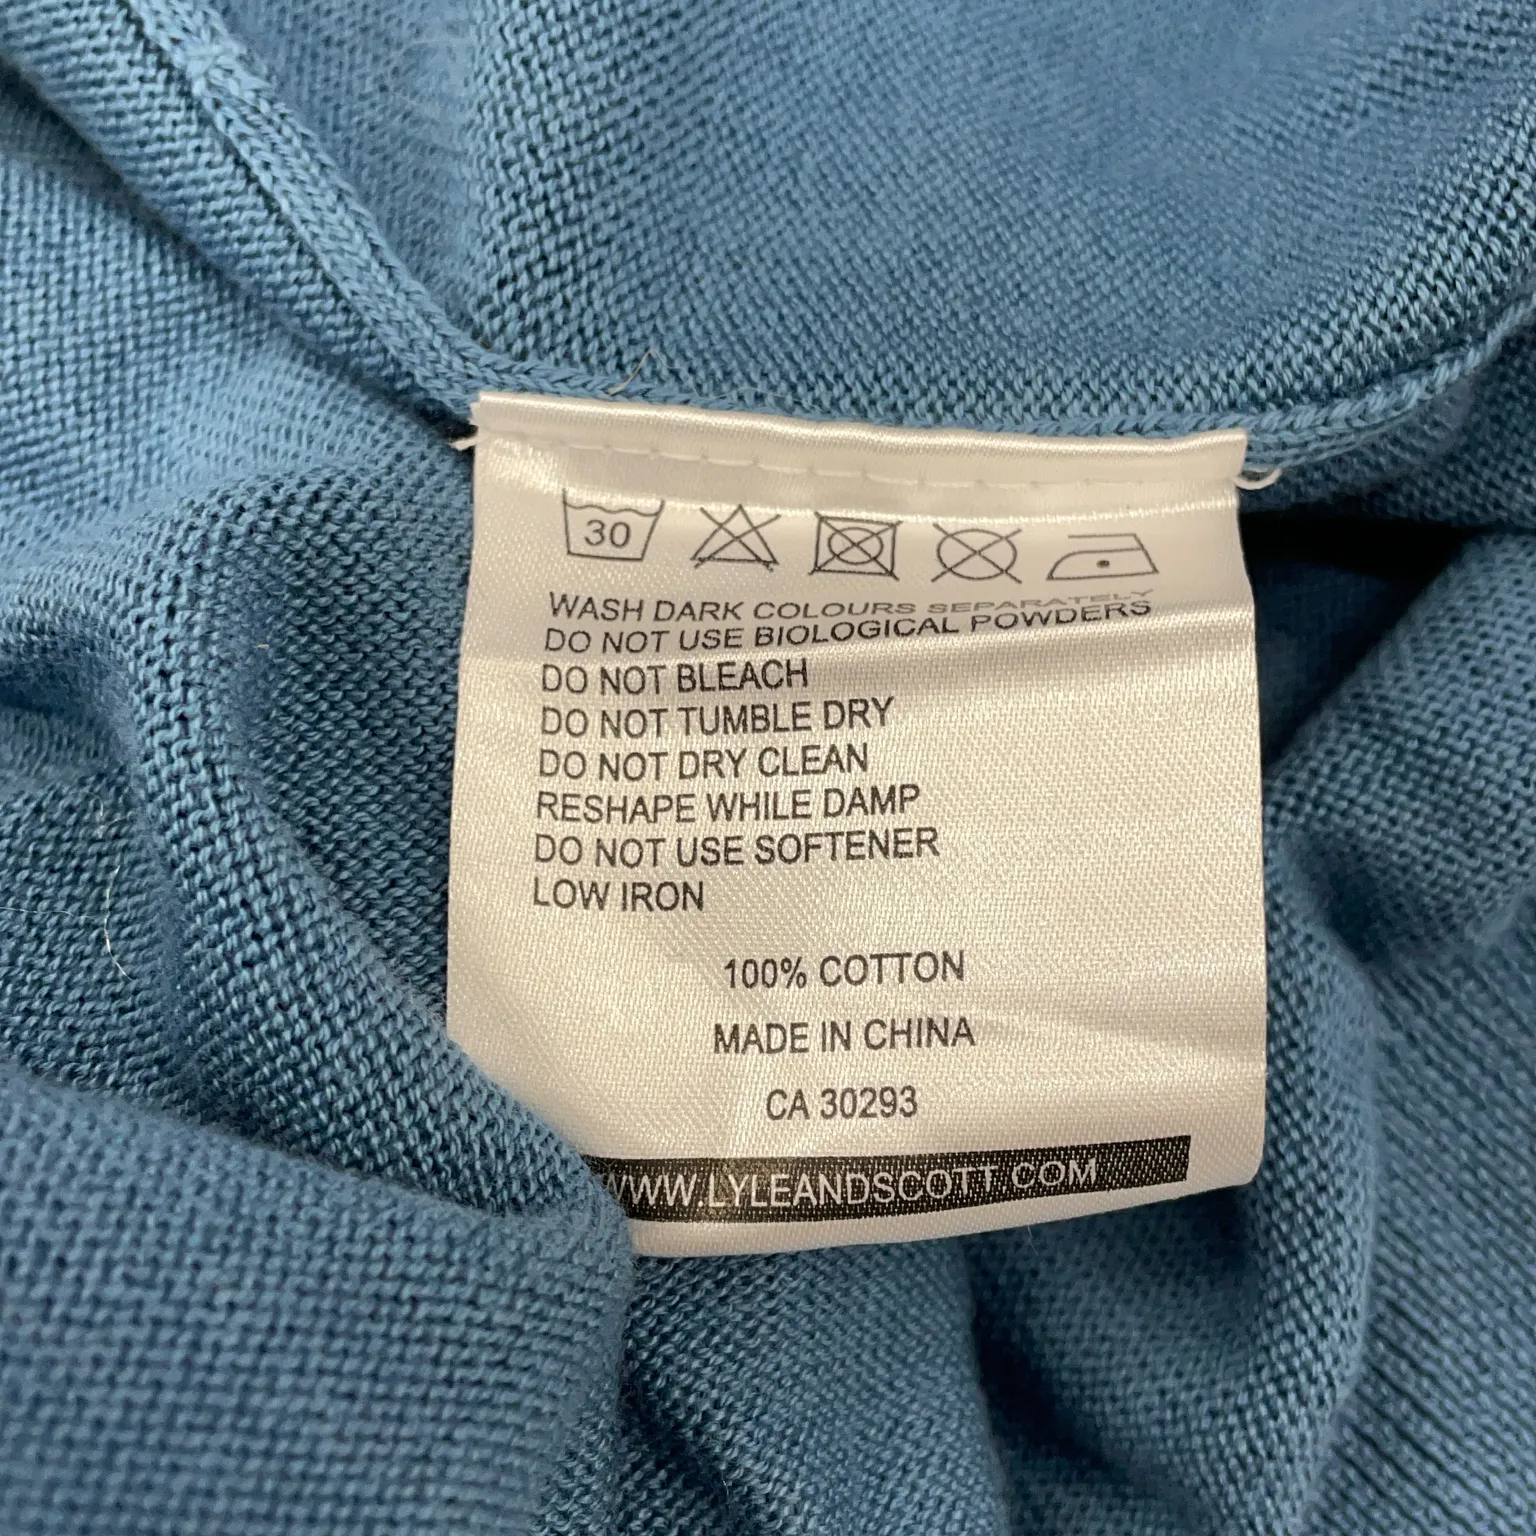 30
WASH DARK COLOURS SEPARATELY
DO NOT USE BIOLOGICAL POWDERS
DO NOT BLEACH
DO NOT TUMBLE DRY
DO NOT DRY CLEAN
RESHAPE WHILE DAMP
DO NOT USE SOFTENER
LOW IRON
100% COTTON
MADE IN CHINA
CA 30293
WWW.LYLEANDSCOTT.COM